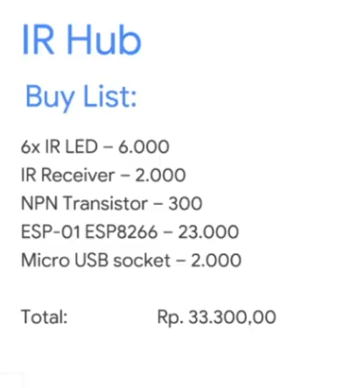 IR Hub
Buy List:
6x IR LED – 6.000
IR Receiver – 2.000
NPN Transistor – 300
ESP-01 ESP8266 – 23.000
Micro USB socket – 2.000
Total: Rp. 33.300,00